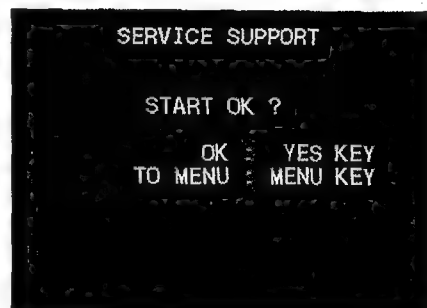 SERVICE SUPPORT
START OK ?
OK : YES KEY
TO MENU : MENU KEY